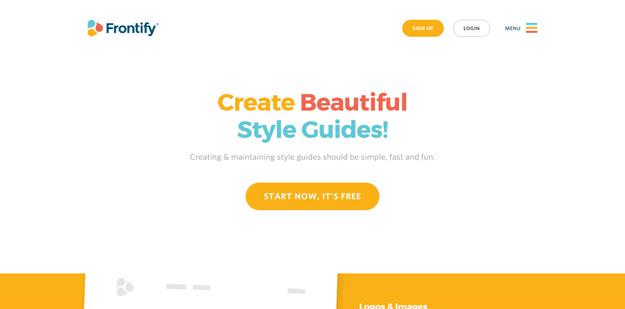 Frontify
SIGN UP
LOGIN
MENU
Create Beautiful
Style Guides!
Creating & maintaining style guides should be simple, fast and fun.
START NOW, IT'S FREE
Logos & Images